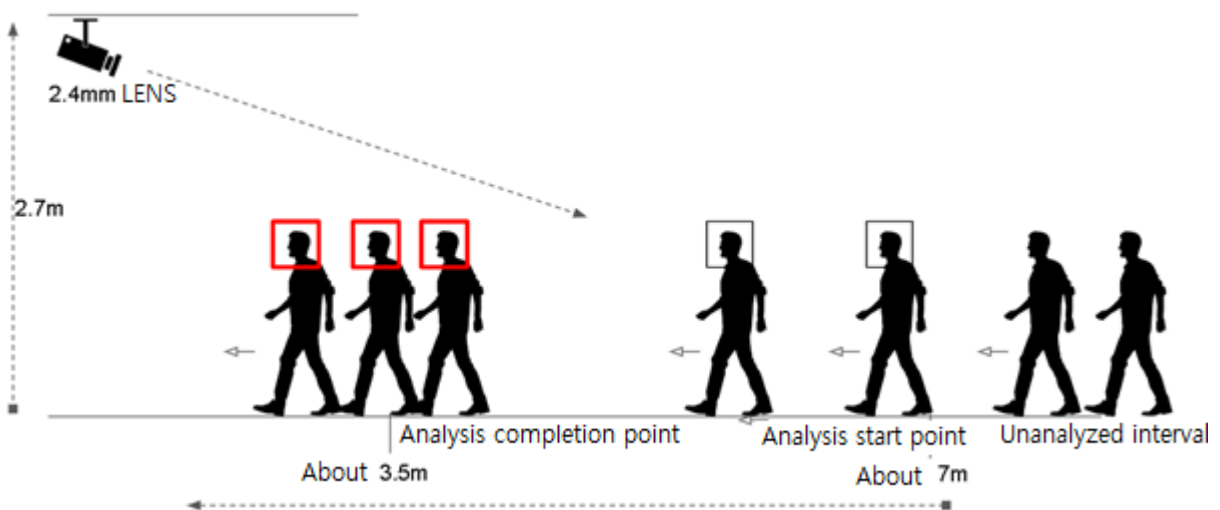 2.4mm LENS
2.7m
Analysis completion point
Analysis start point
Unanalyzed interval
About 3.5m
About 7m